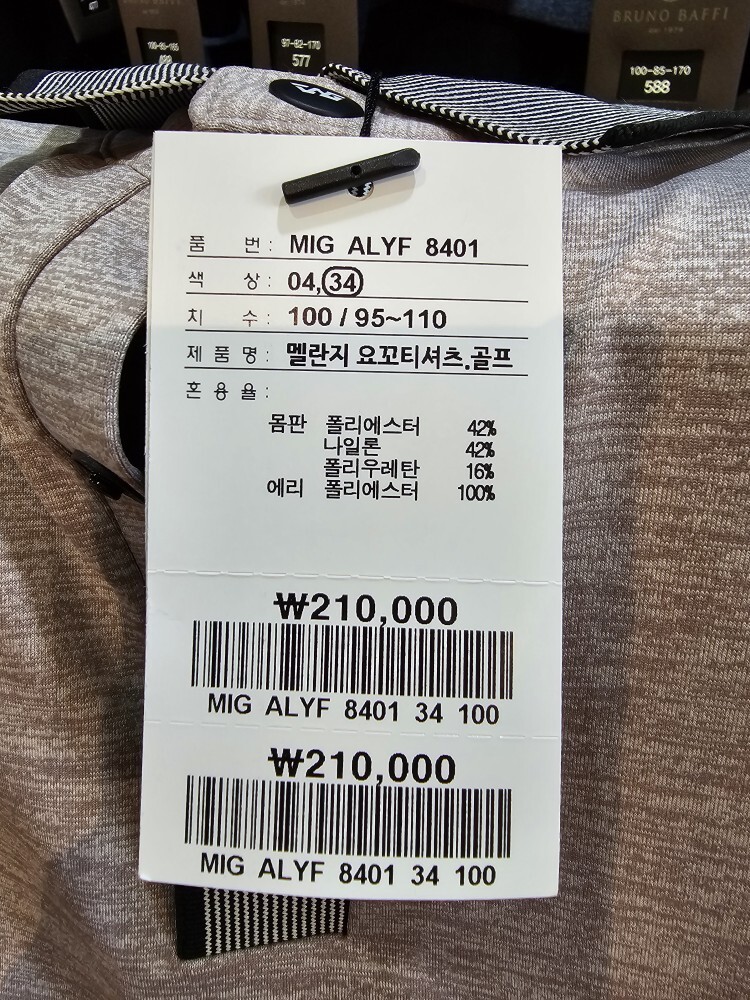 BRUNO BAFFI
97-82-170
577
100-85-170
588
품 번 : MIG ALYF 8401
색 상 : 04,34
치 수 : 100 / 95~110
제 품 명 : 멜란지 요꼬티셔츠.골프
혼 용 율 :
몸판 폴리에스터 42%
나일론 42%
폴리우레탄 16%
에리 폴리에스터 100%
₩210,000
MIG ALYF 8401 34 100
₩210,000
MIG ALYF 8401 34 100